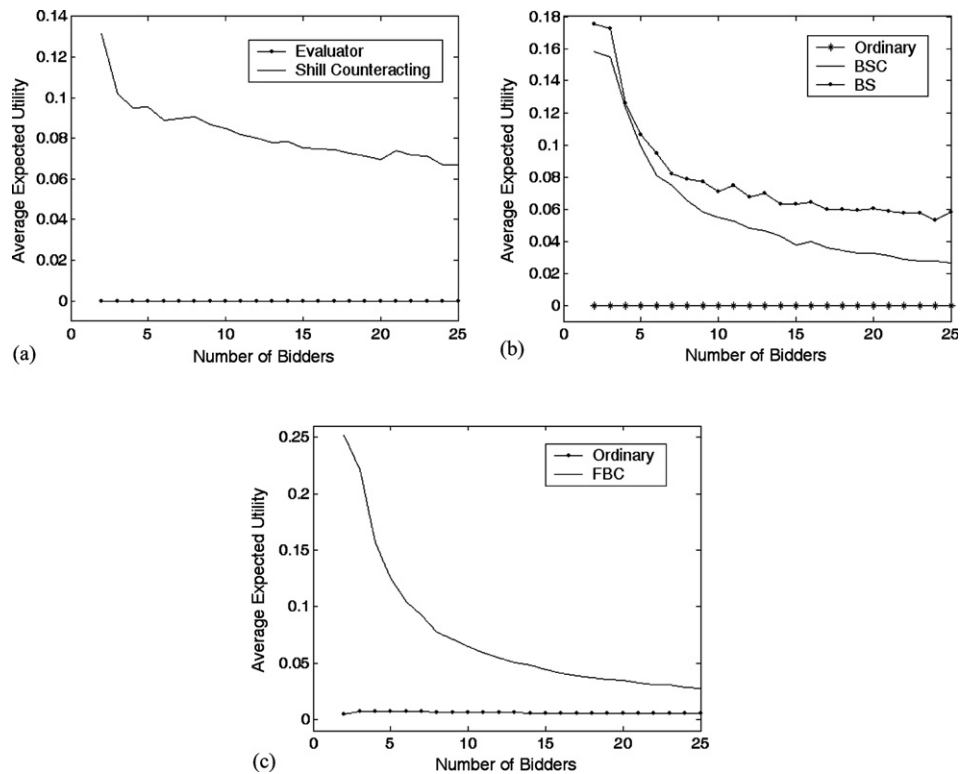 0.14
0.12
0.1
0.08
0.06
0.04
0.02
0
Average Expected Utility
Evaluator
Shill Counteracting
0 5 10 15 20 25
Number of Bidders
(a)
0.18
0.16
0.14
0.12
0.1
0.08
0.06
0.04
0.02
0
Average Expected Utility
Ordinary
BSC
BS
0 5 10 15 20 25
Number of Bidders
(b)
0.25
0.2
0.15
0.1
0.05
0
Average Expected Utility
Ordinary
FBC
0 5 10 15 20 25
Number of Bidders
(c)